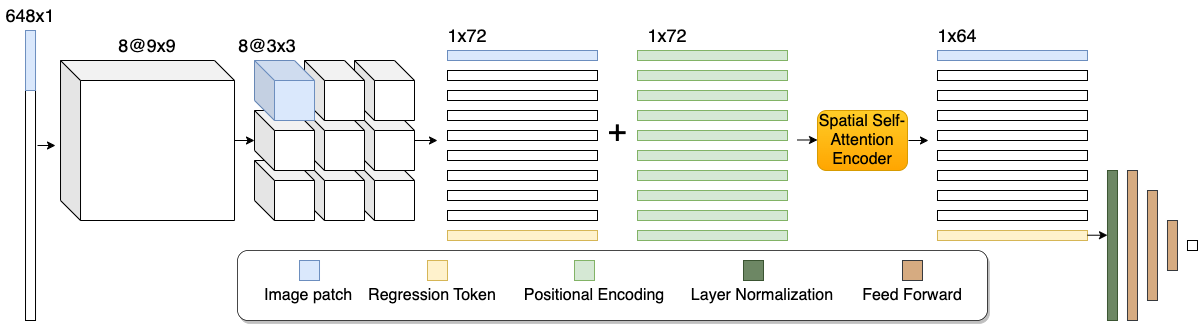 648x1
8@9x9
8@3x3
1x72
1x72
1x64
+
Spatial Self-
Attention
Encoder
Image patch
Regression Token
Positional Encoding
Layer Normalization
Feed Forward